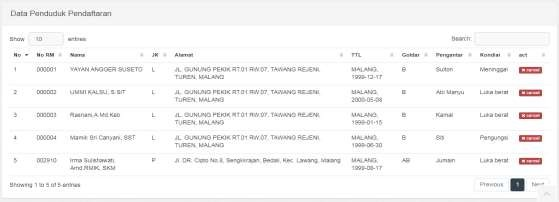 Data Penduduk Pendaftaran
Show 10 entries Search:
No No RM Nama JK Alamat TTL Goldar Pengantar Kondisi act
1 000001 YAYAN ANGGER SUSETO L JL. GUNUNG PEKIK RT.01 RW.07, TAWANG REJENI, MALANG, B Sulton Meninggal cancel
TUREN, MALANG 1999-12-17
2 000002 UMMI KALSU, S.SIT L JL. GUNUNG PEKIK RT.01 RW.07, TAWANG REJENI, MALANG, B Abi Manyu Luka berat cancel
TUREN, MALANG 2000-05-08
3 000003 Raenani,A.Md.Keb L JL. GUNUNG PEKIK RT.01 RW.07, TAWANG REJENI, MALANG, B Kamal Luka berat cancel
TUREN, MALANG 1999-01-15
4 000004 Mamik Sri Canyani, SST L JL. GUNUNG PEKIK RT.01 RW.07, TAWANG REJENI, MALANG, B Siti Pengungsi cancel
TUREN, MALANG 1999-06-30
5 002910 Irma Sulishawati, P Jl. DR. Cipto No.8, Sengkrajan, Bedali, Kec. Lawang, Malang MALANG, AB Jumain Luka berat cancel
Amd.RMIK, SKM 1999-08-17
Showing 1 to 5 of 5 entries Previous 1 Next